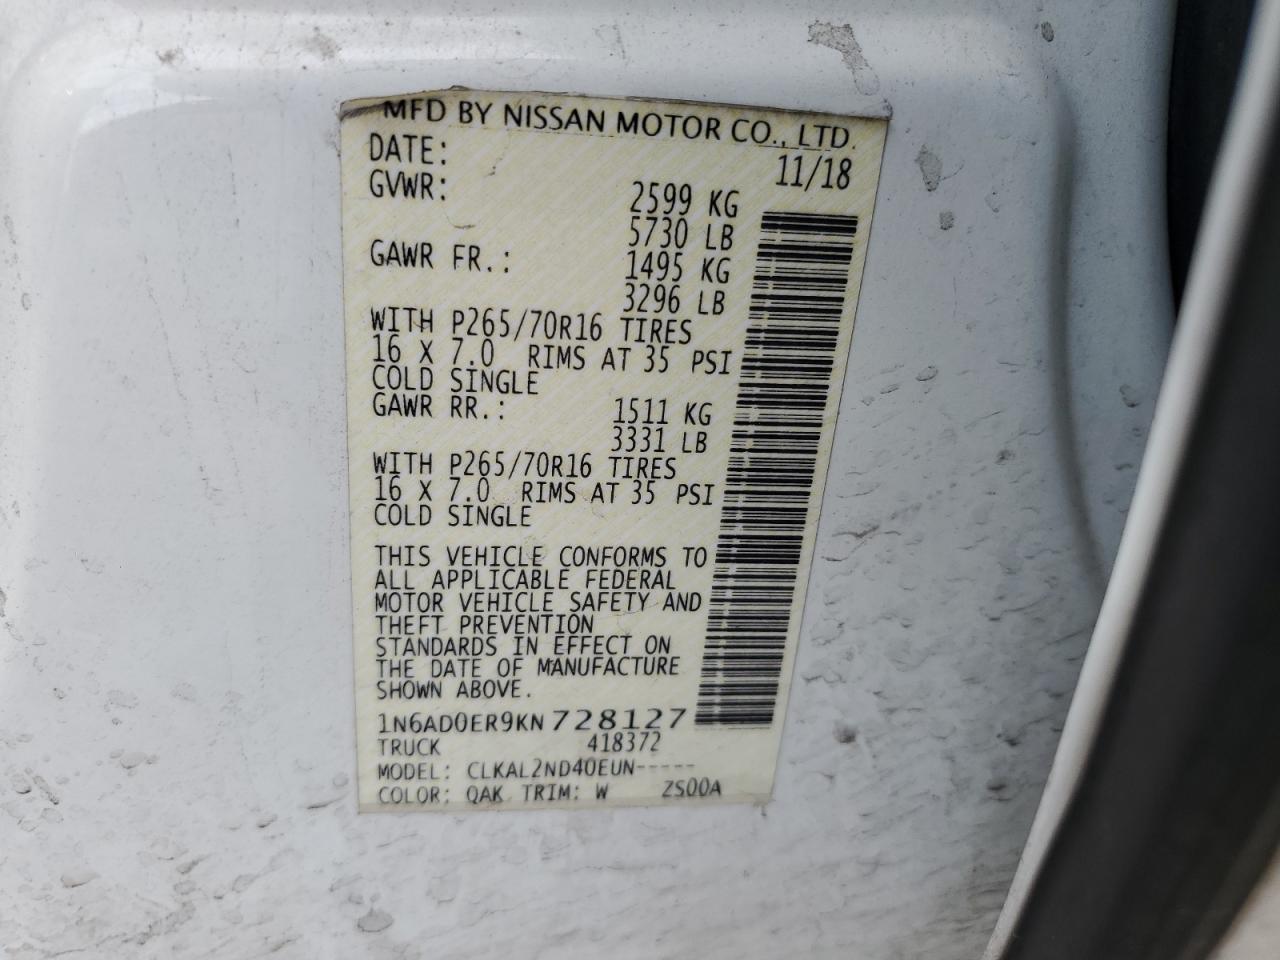 MFD BY NISSAN MOTOR CO., LTD.
DATE: 11/18
GVWR: 2599 KG
5730 LB
GAWR FR.: 1495 KG
3296 LB
WITH P265/70R16 TIRES
16 X 7.0 RIMS AT 35 PSI
COLD SINGLE
GAWR RR.: 1511 KG
3331 LB
WITH P265/70R16 TIRES
16 X 7.0 RIMS AT 35 PSI
COLD SINGLE
THIS VEHICLE CONFORMS TO
ALL APPLICABLE FEDERAL
MOTOR VEHICLE SAFETY AND
THEFT PREVENTION
STANDARDS IN EFFECT ON
THE DATE OF MANUFACTURE
SHOWN ABOVE.
1N6AD0ER9KN728127
TRUCK 418372
MODEL: CLKAL2ND40EUN-----
COLOR: QAK TRIM: W ZS00A